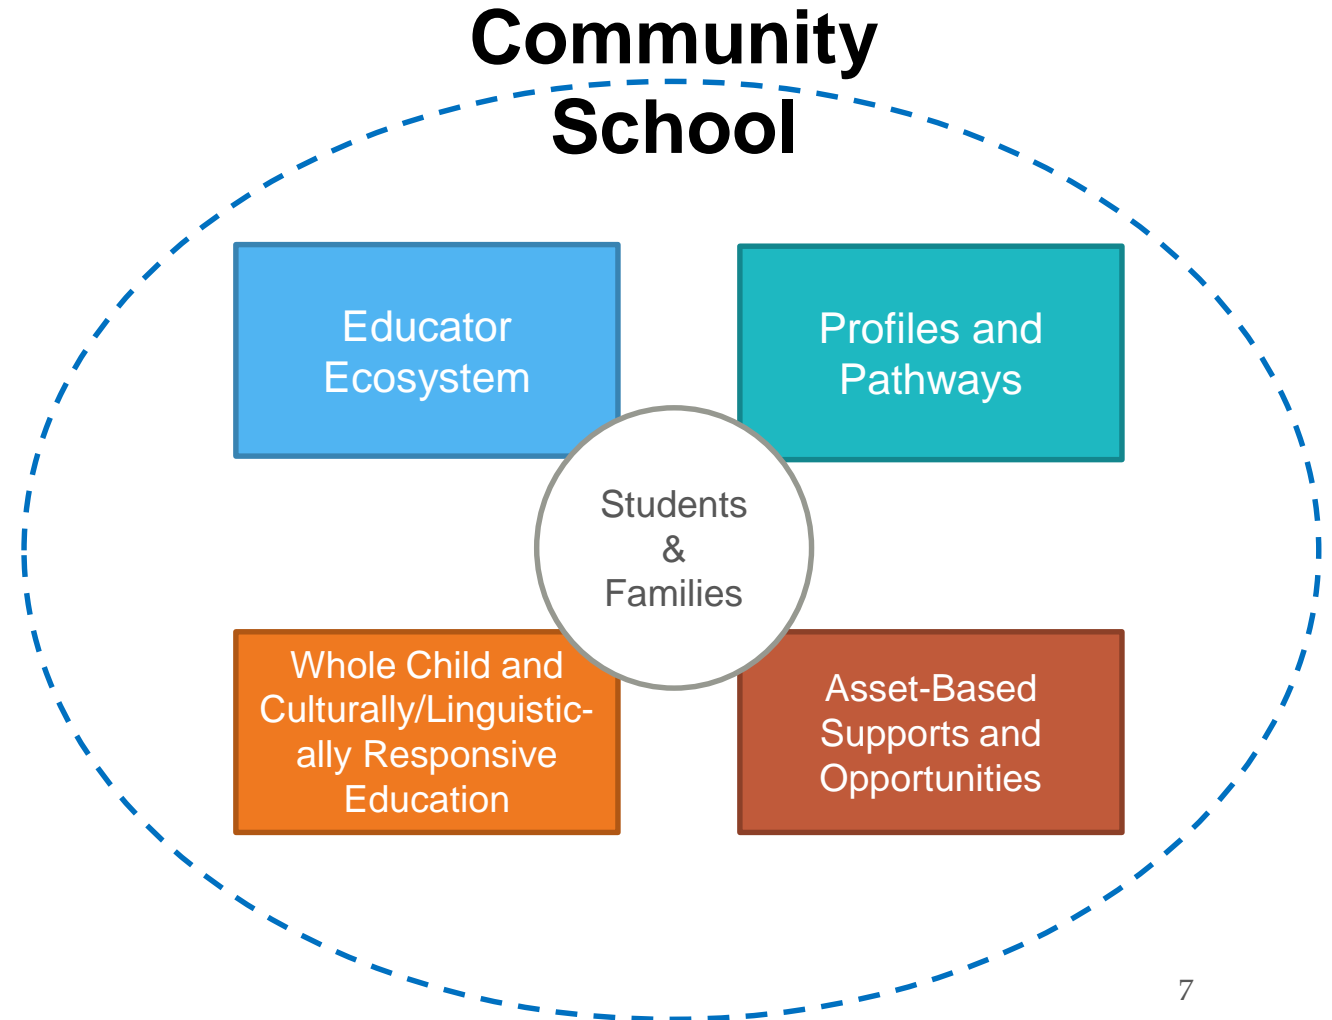 Community
School
Educator
Ecosystem
Profiles and
Pathways
Students
&
Families
Whole Child and
Culturally/Linguistic-
ally Responsive
Education
Asset-Based
Supports and
Opportunities
7